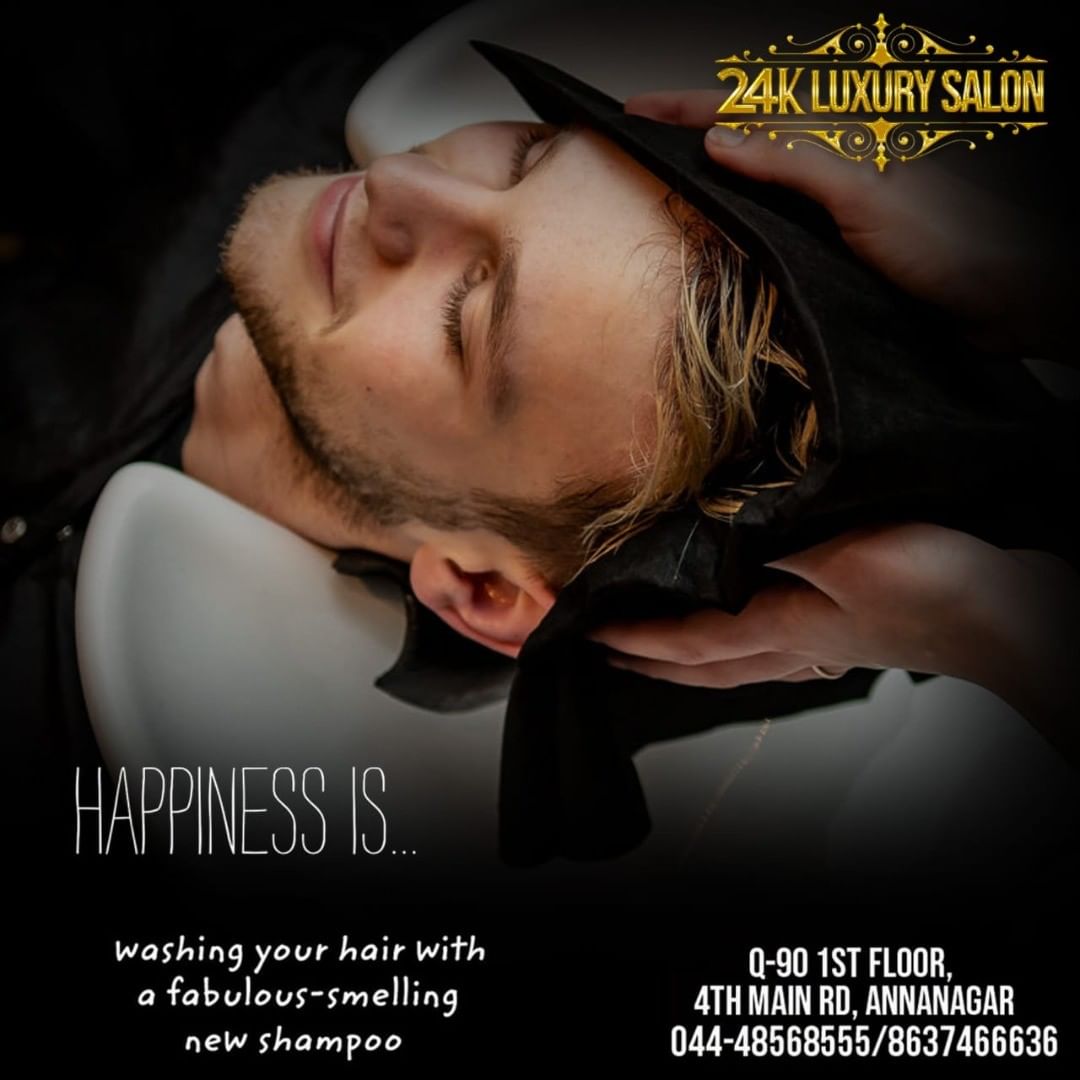 24K LUXURY SALON
HAPPINESS IS...
washing your hair with
a fabulous-smelling
new shampoo
Q-90 1ST FLOOR,
4TH MAIN RD, ANNANAGAR
044-48568555/8637466636